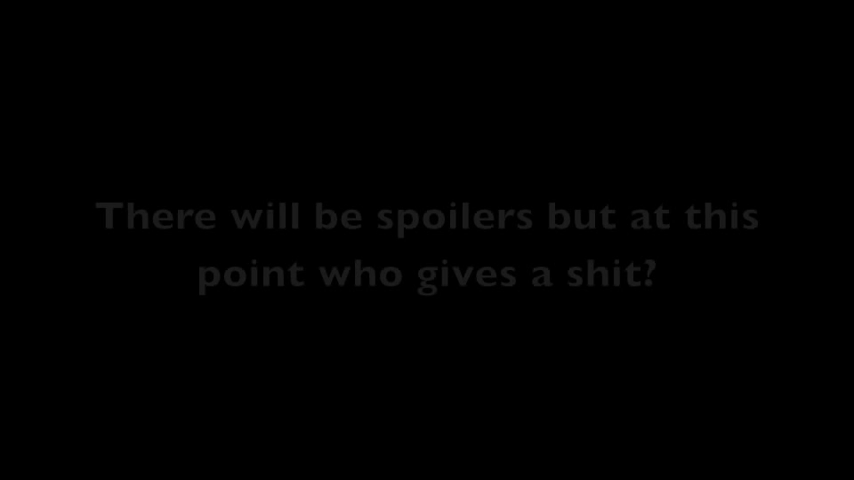 There will be spoilers but at this
point who gives a shit?